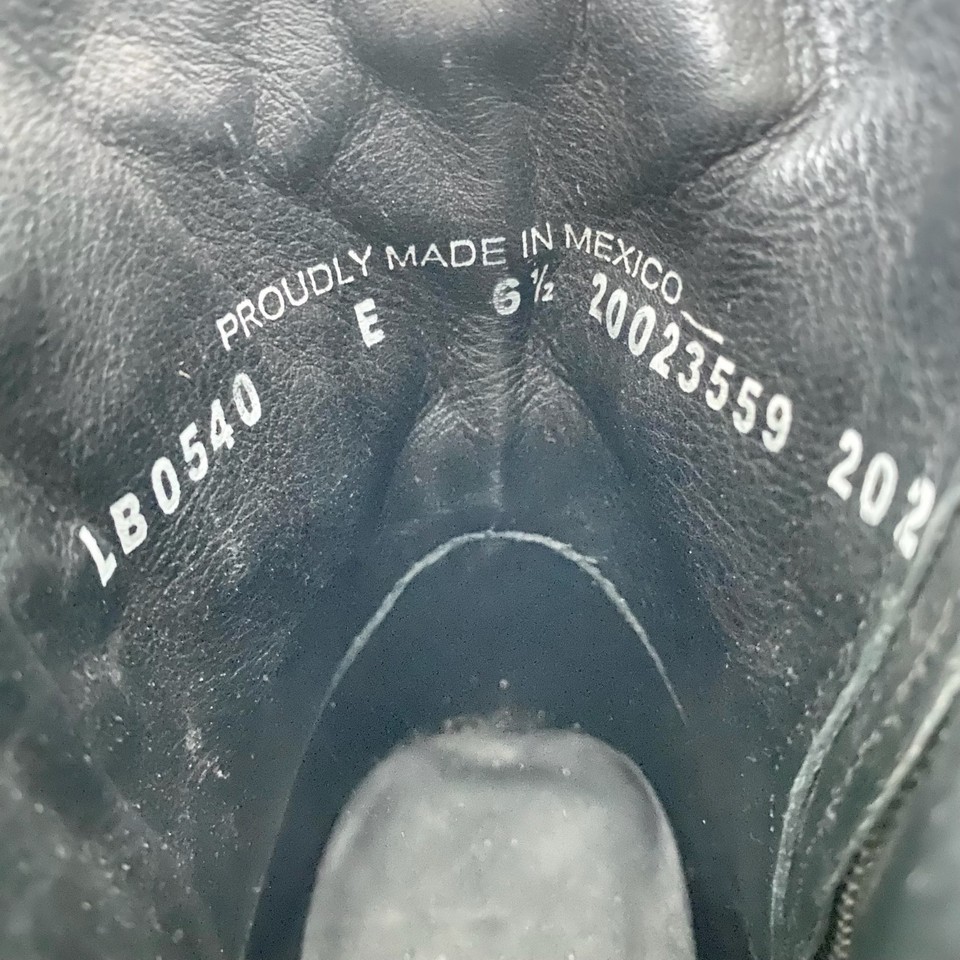 PROUDLY MADE IN MEXICO
LB0540 E 6½ 20023559 202